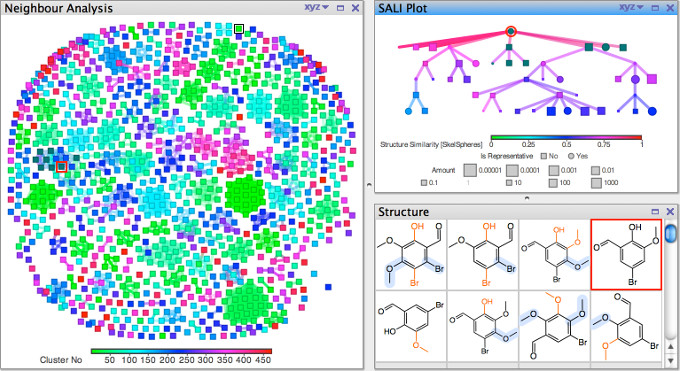 Neighbour Analysis
xyz
Cluster No
50 100 150 200 250 300 350 400 450
SALI Plot
xyz
0 0.25 0.5 0.75 1
Structure Similarity [SkelSpheres]
Is Representative No Yes
Amount 0.00001 0.0001 0.001 0.01
0.1 1 10 100 1000
Structure
OH O
O
O Br
Br
OH O
O
Br
Br
OH
O O
O
Br
OH
O O
Br
O Br
HO
O
OH
O O
O
Br
O O
O
O Br
O
O
O Br